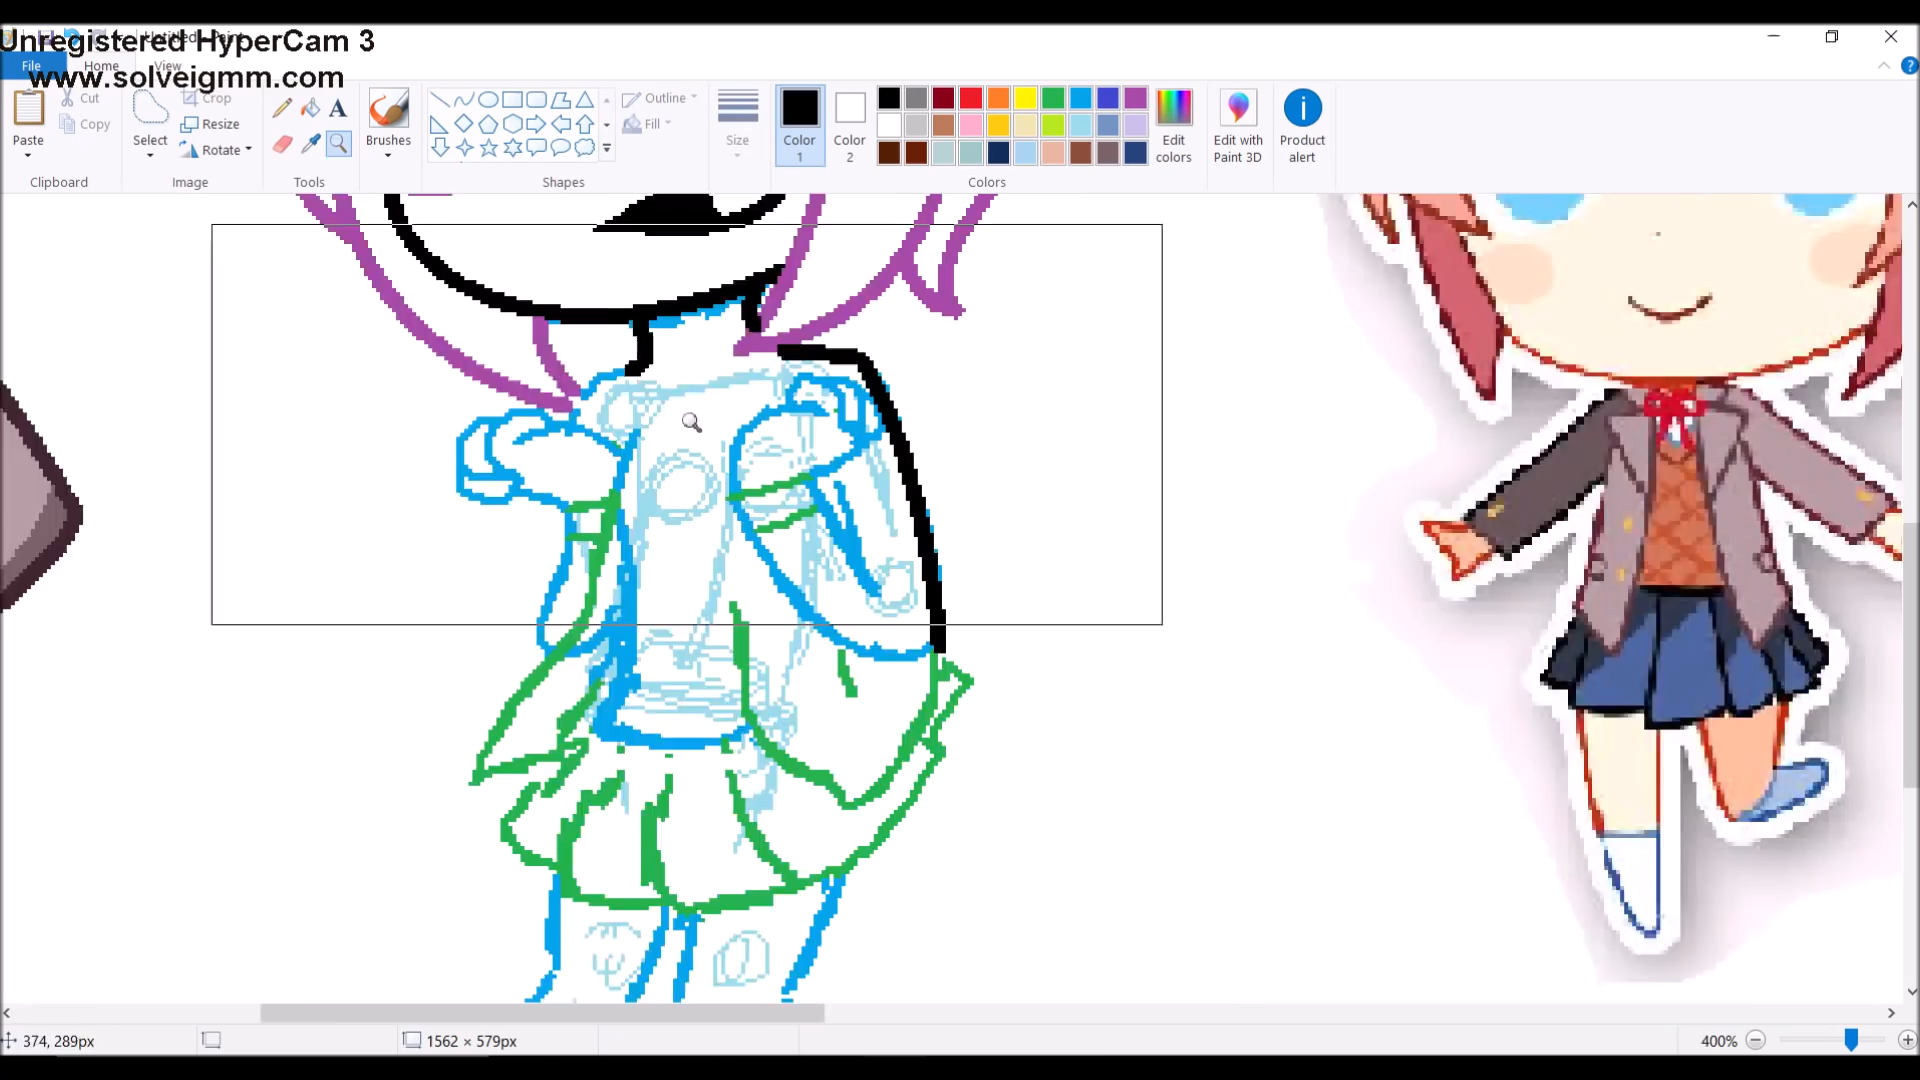 Unregistered HyperCam 3
www.solveigmm.com
Untitled - Paint
File
Home
View
Paste
Cut
Copy
Clipboard
Select
Crop
Resize
Rotate
Image
Tools
Brushes
Shapes
Outline
Fill
Size
Color 1
Color 2
Colors
Edit colors
Edit with Paint 3D
Product alert
374, 289px
1562 × 579px
400%